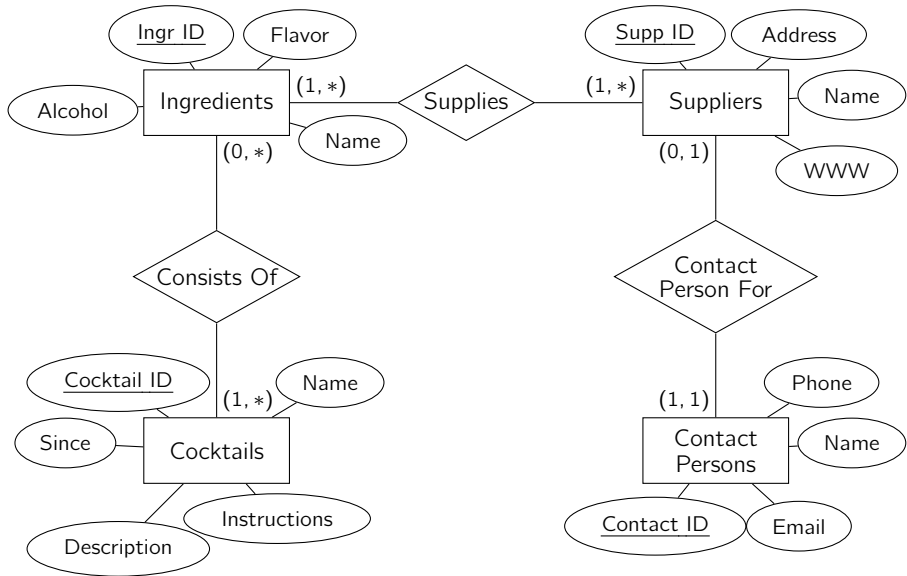 Ingr ID
Flavor
Supp ID
Address
Alcohol
Ingredients
(1, ∗)
Supplies
(1, ∗)
Suppliers
Name
Name
(0, ∗)
(0, 1)
WWW
Consists Of
Contact
Person For
Cocktail ID
(1, ∗)
Name
(1, 1)
Phone
Since
Cocktails
Contact
Persons
Name
Instructions
Description
Contact ID
Email